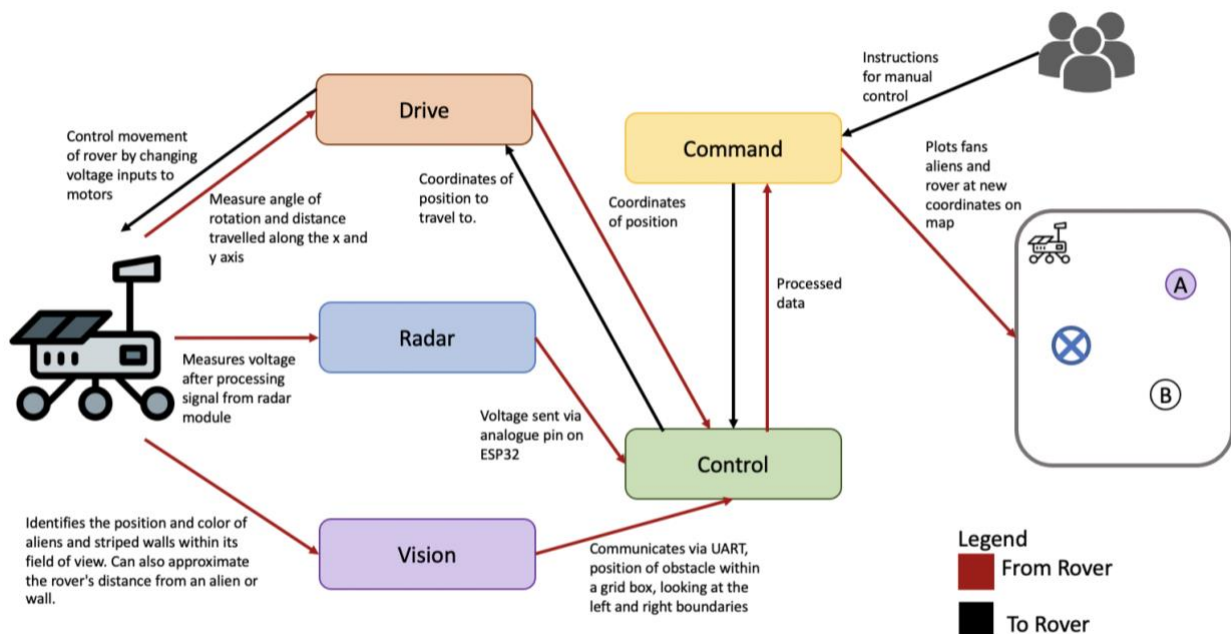 Instructions
for manual
control
Drive
Control movement
of rover by changing
voltage inputs to
motors
Command
Plots fans
aliens and
rover at new
coordinates on
map
Measure angle of
rotation and distance
travelled along the x and
y axis
Coordinates of
position to
travel to.
Coordinates
of position
Processed
data
A
Radar
Measures voltage
after processing
signal from radar
module
B
Voltage sent via
analogue pin on
ESP32
Control
Identifies the position and color of
aliens and striped walls within its
field of view. Can also approximate
the rover's distance from an alien or
wall.
Vision
Communicates via UART,
position of obstacle within
a grid box, looking at the
left and right boundaries
Legend
From Rover
To Rover